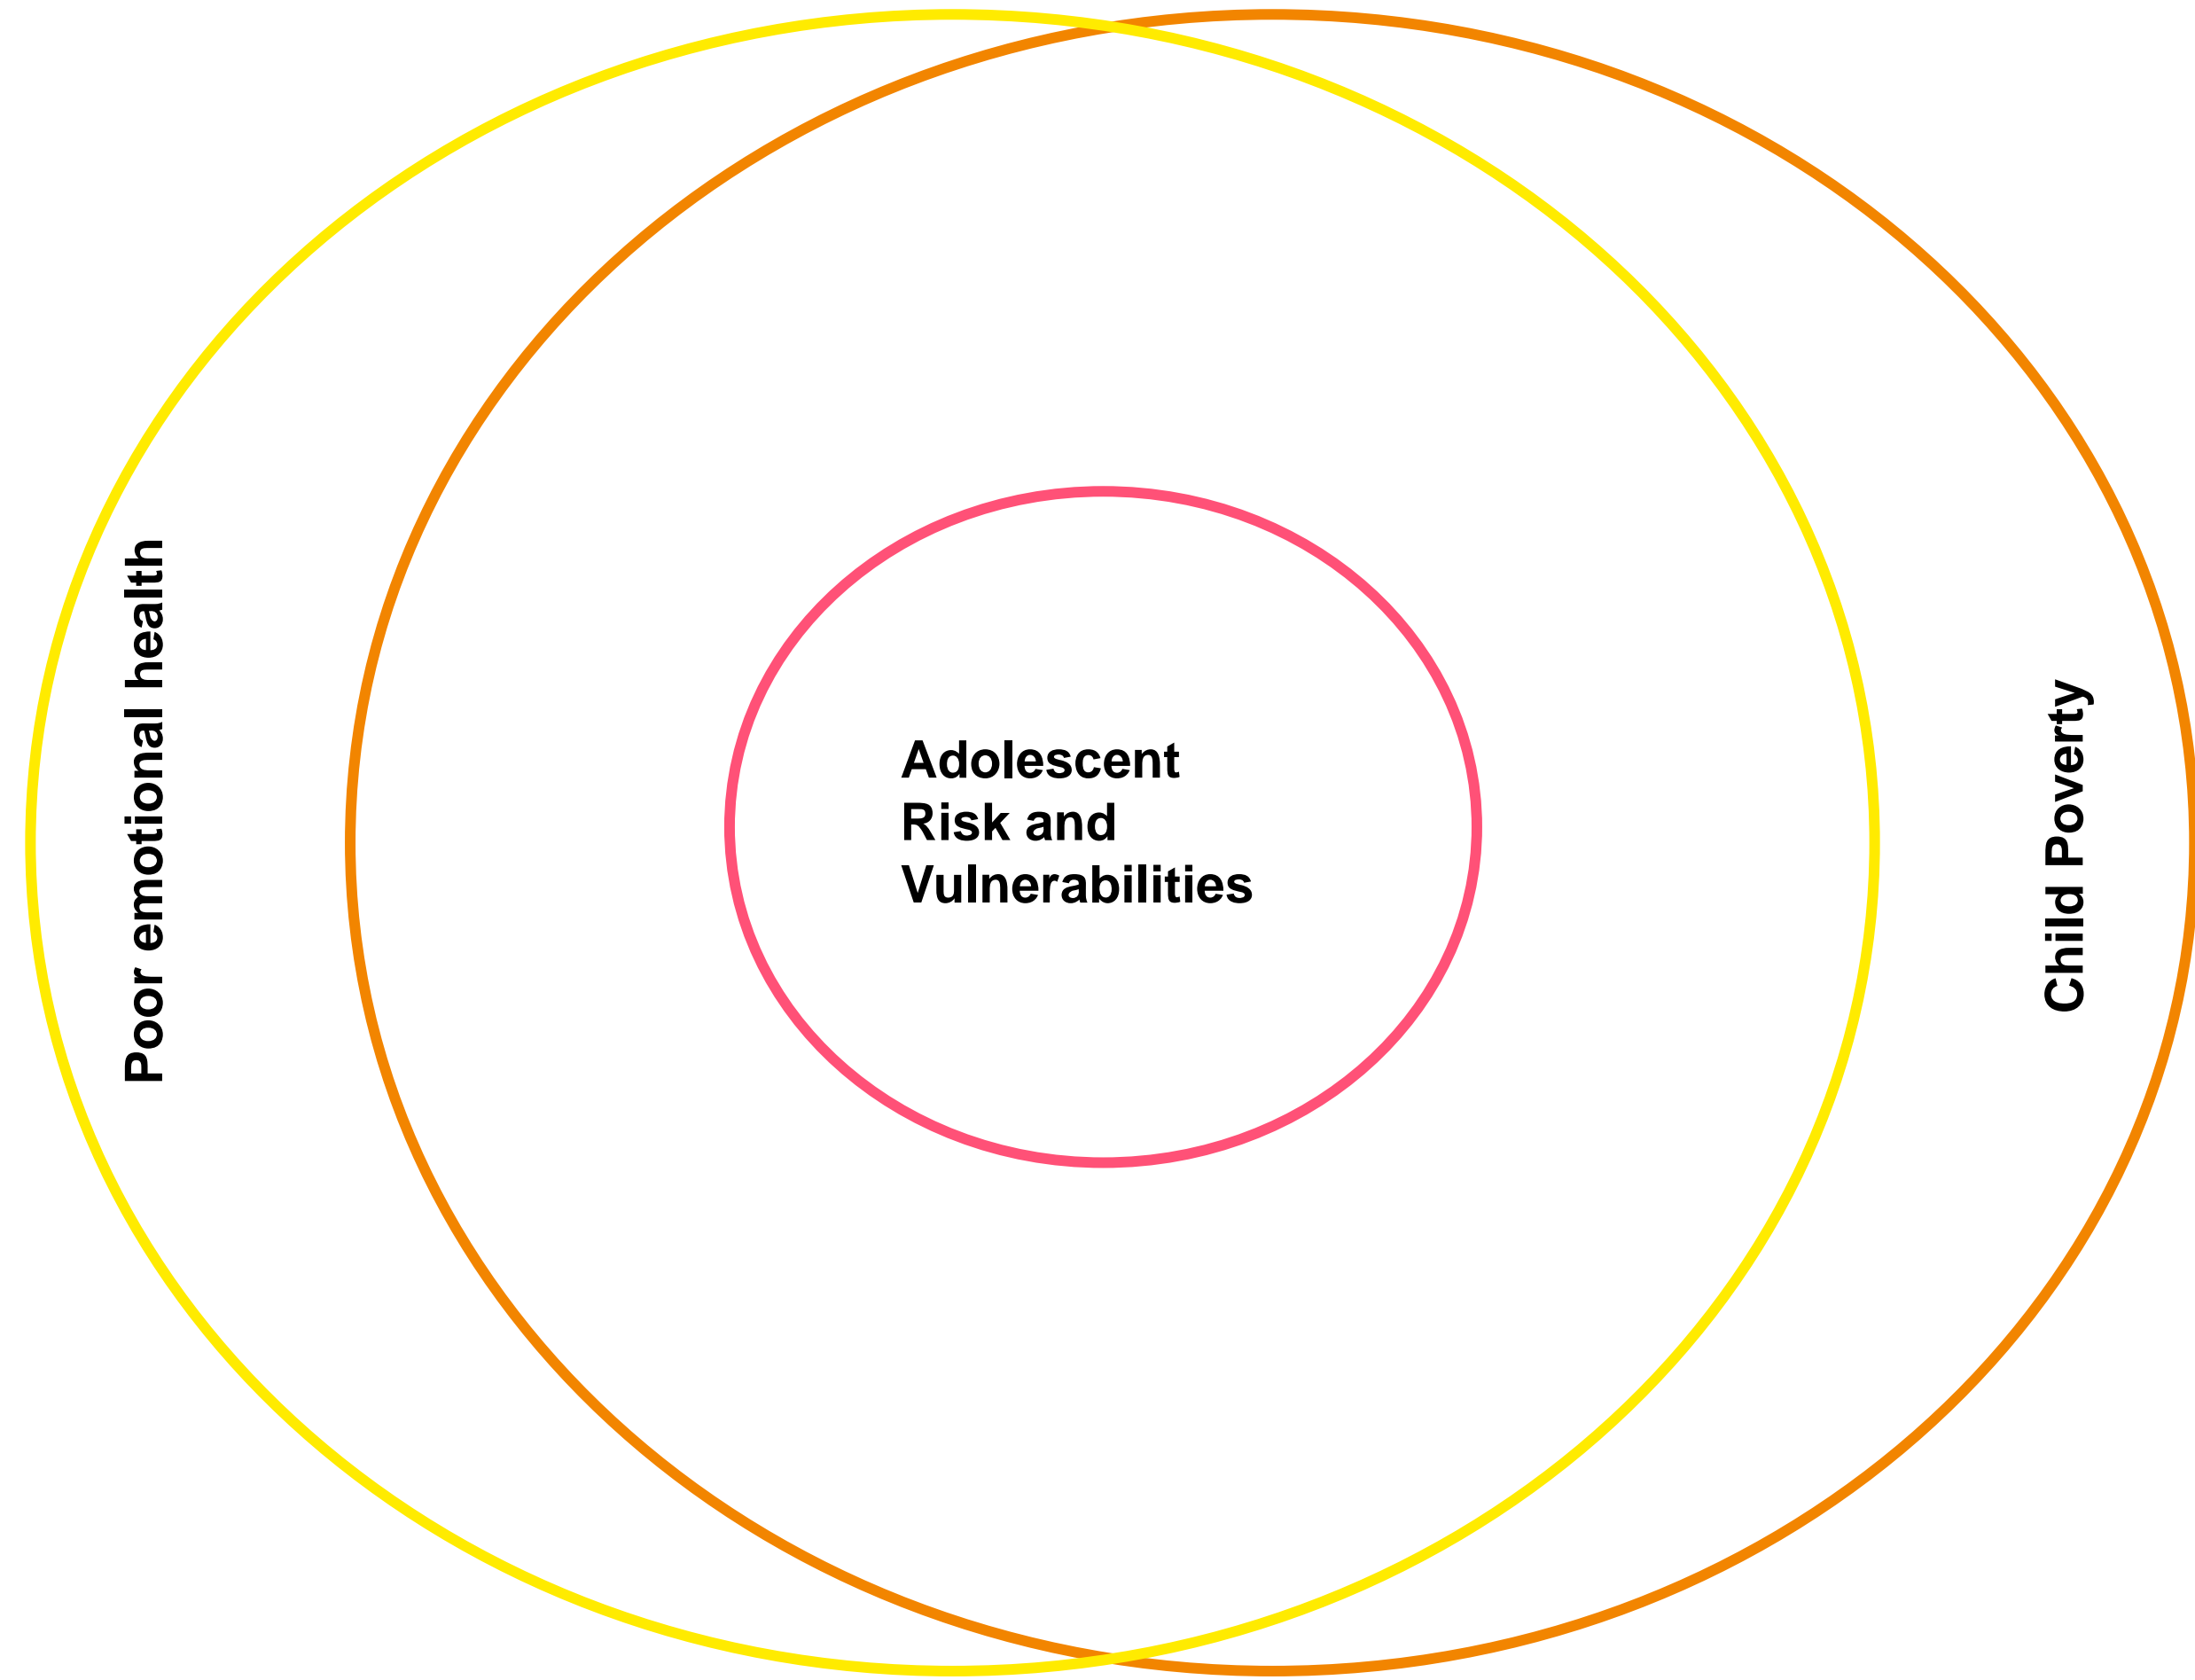 Poor emotional health
Adolescent
Risk and
Vulnerabilities
Child Poverty